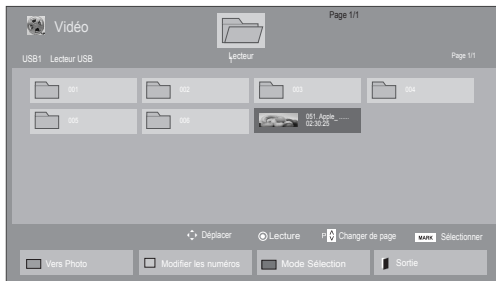 Page 1/1
Vidéo
Lecteur
USB1 Lecteur USB
Page 1/1
001 002 003 004
005 006 051. Apple_......
02:30:25
Déplacer Lecture P Changer de page MARK Sélectionner
Vers Photo Modifier les numéros Mode Sélection Sortie